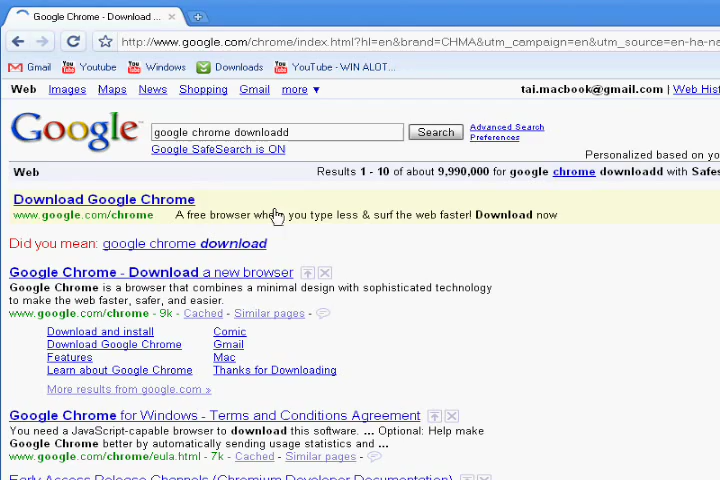 Google Chrome - Download ...
http://www.google.com/chrome/index.html?hl=en&brand=CHMA&utm_campaign=en&utm_source=en-ha-na
Gmail Youtube Windows Downloads YouTube - WIN ALOT...
Web Images Maps News Shopping Gmail more ▼ tai.macbook@gmail.com | Web Hist
Google google chrome downloadd Search Advanced Search
Preferences
Google SafeSearch is ON
Personalized based on yo
Web Results 1 - 10 of about 9,990,000 for google chrome downloadd with Safes
Download Google Chrome
www.google.com/chrome A free browser where you type less & surf the web faster! Download now
Did you mean: google chrome download
Google Chrome - Download a new browser
Google Chrome is a browser that combines a minimal design with sophisticated technology
to make the web faster, safer, and easier.
www.google.com/chrome - 9k - Cached - Similar pages -
Download and install Comic
Download Google Chrome Gmail
Features Mac
Learn about Google Chrome Thanks for Downloading
More results from google.com »
Google Chrome for Windows - Terms and Conditions Agreement
You need a JavaScript-capable browser to download this software. ... Optional: Help make
Google Chrome better by automatically sending usage statistics and ...
www.google.com/chrome/eula.html - 7k - Cached - Similar pages -
Early Access Release Channels (Chromium Developer Documentation)